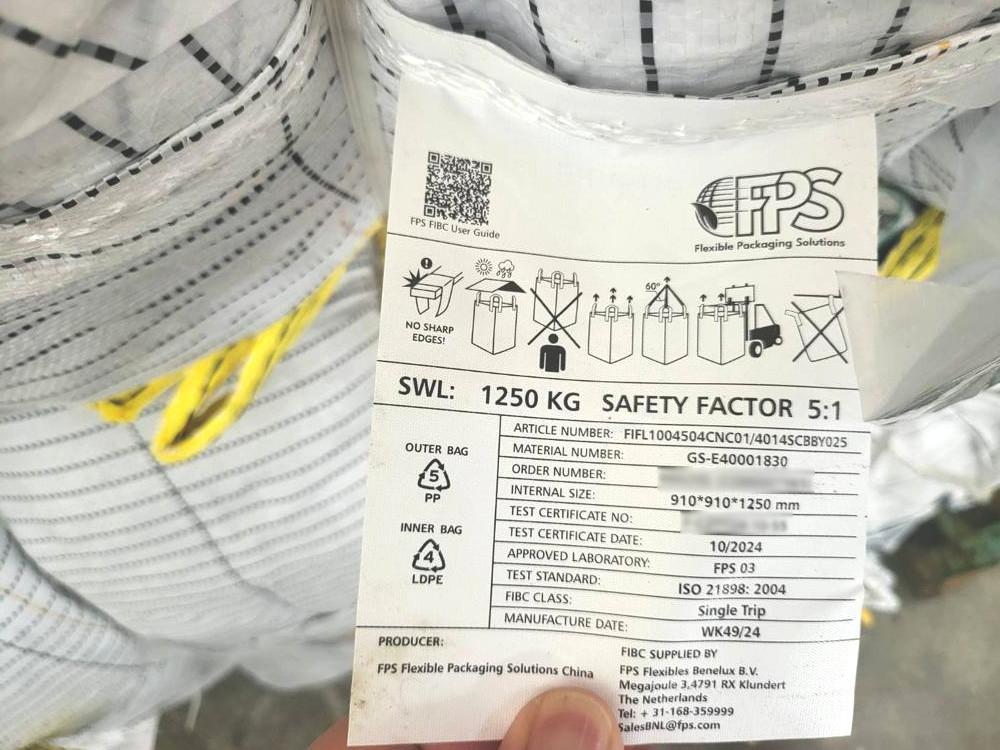 FPS FIBC User Guide
FPS
Flexible Packaging Solutions
NO SHARP
EDGES!
60°
SWL: 1250 KG SAFETY FACTOR 5:1
OUTER BAG
5
PP
INNER BAG
4
LDPE
ARTICLE NUMBER: FIFL1004504CNC01/4014SCBBY025
MATERIAL NUMBER: GS-E40001830
ORDER NUMBER:
INTERNAL SIZE: 910*910*1250 mm
TEST CERTIFICATE NO:
TEST CERTIFICATE DATE: 10/2024
APPROVED LABORATORY: FPS 03
TEST STANDARD: ISO 21898: 2004
FIBC CLASS: Single Trip
MANUFACTURE DATE: WK49/24
PRODUCER:
FPS Flexible Packaging Solutions China
FIBC SUPPLIED BY
FPS Flexibles Benelux B.V.
Megajoule 3,4791 RX Klundert
The Netherlands
Tel: + 31-168-359999
SalesBNL@fps.com